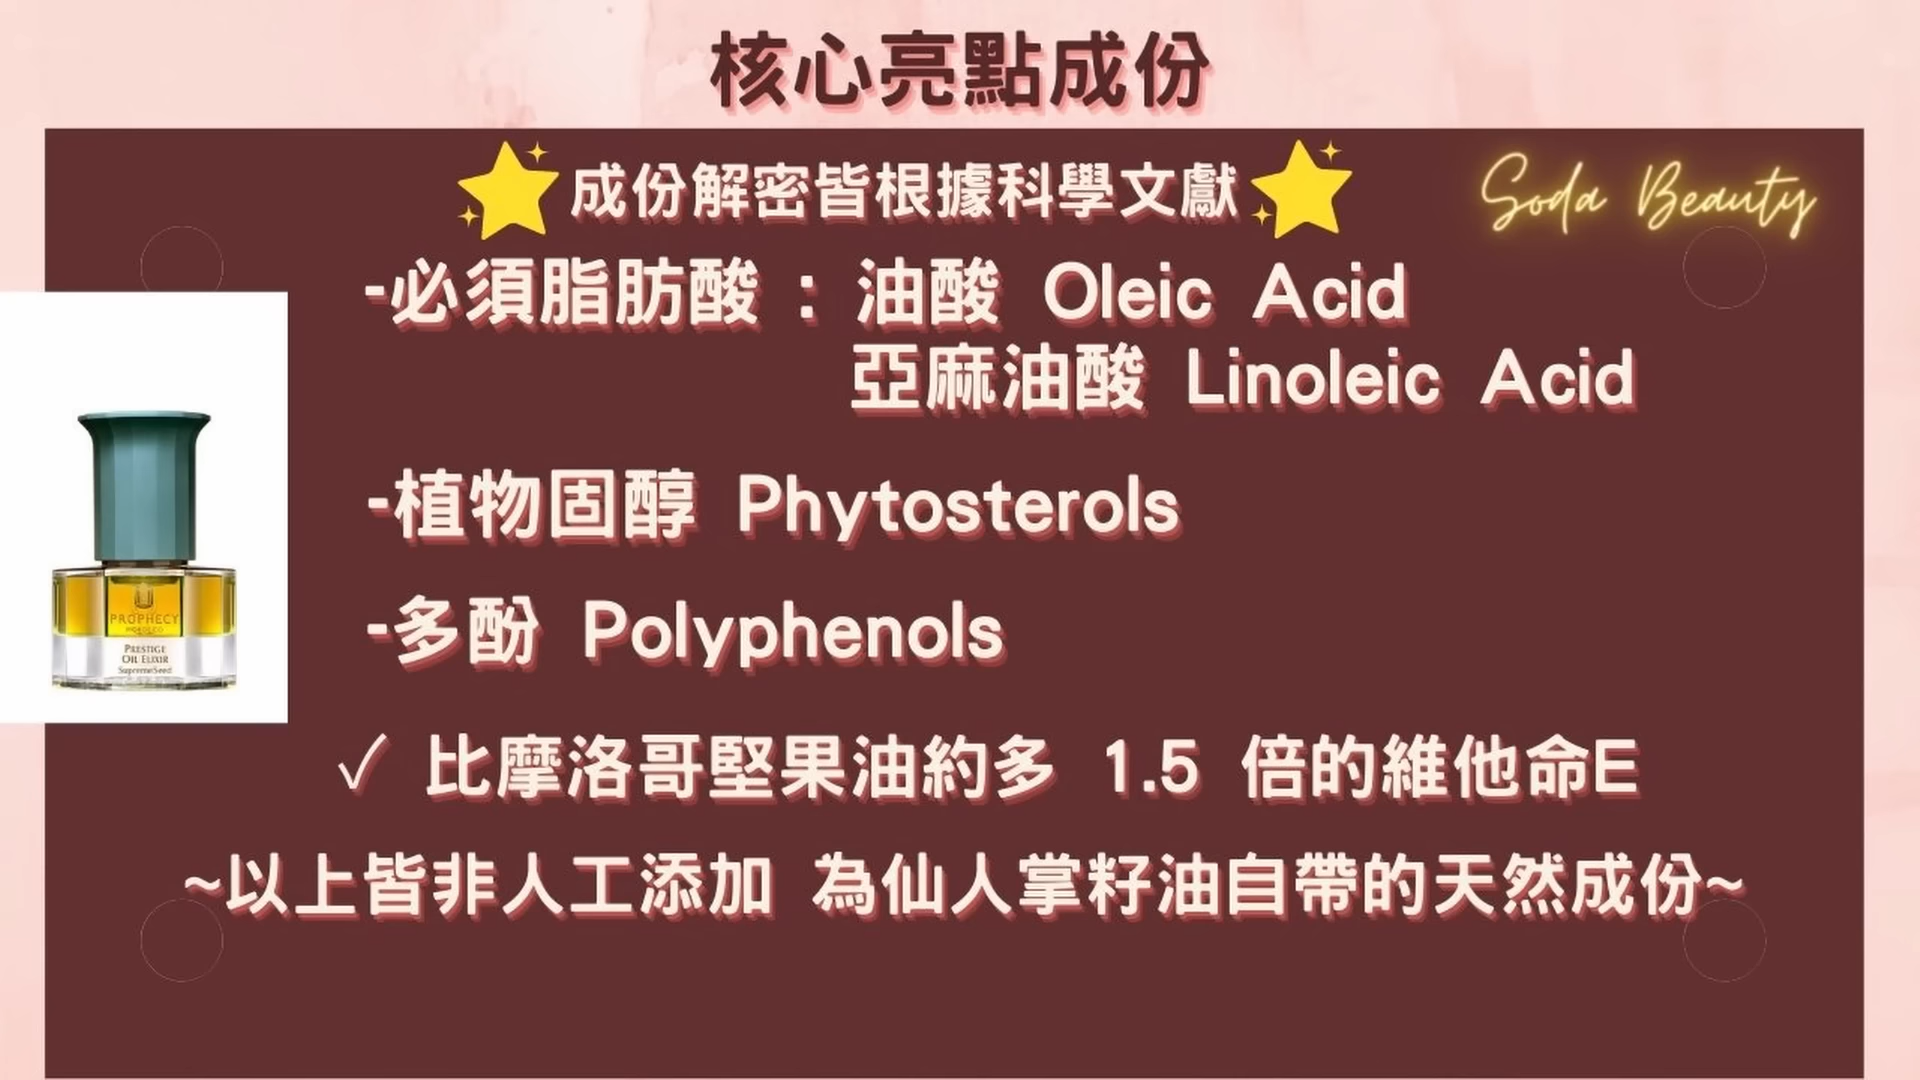 核心亮點成份
成份解密皆根據科學文獻
Soda Beauty
-必須脂肪酸：油酸 Oleic Acid
亞麻油酸 Linoleic Acid
-植物固醇 Phytosterols
-多酚 Polyphenols
PROPHECY
MOROCCO
PRESTIGE
OIL ELIXIR
SupremeSeed
✓ 比摩洛哥堅果油約多 1.5 倍的維他命E
~以上皆非人工添加 為仙人掌籽油自帶的天然成份~